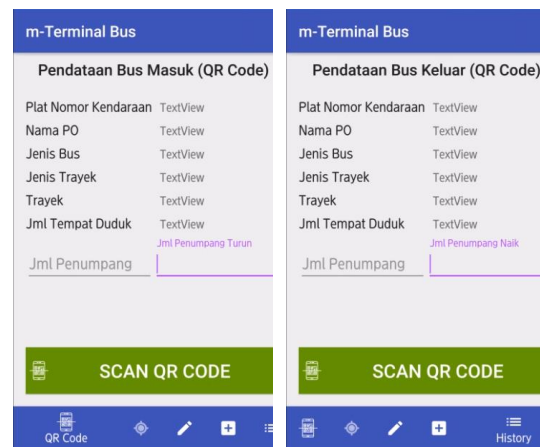 m-Terminal Bus
Pendataan Bus Masuk (QR Code)
Plat Nomor Kendaraan TextView
Nama PO TextView
Jenis Bus TextView
Jenis Trayek TextView
Trayek TextView
Jml Tempat Duduk TextView
Jml Penumpang Turun
Jml Penumpang
SCAN QR CODE
QR Code
m-Terminal Bus
Pendataan Bus Keluar (QR Code)
Plat Nomor Kendaraan TextView
Nama PO TextView
Jenis Bus TextView
Jenis Trayek TextView
Trayek TextView
Jml Tempat Duduk TextView
Jml Penumpang Naik
Jml Penumpang
SCAN QR CODE
History